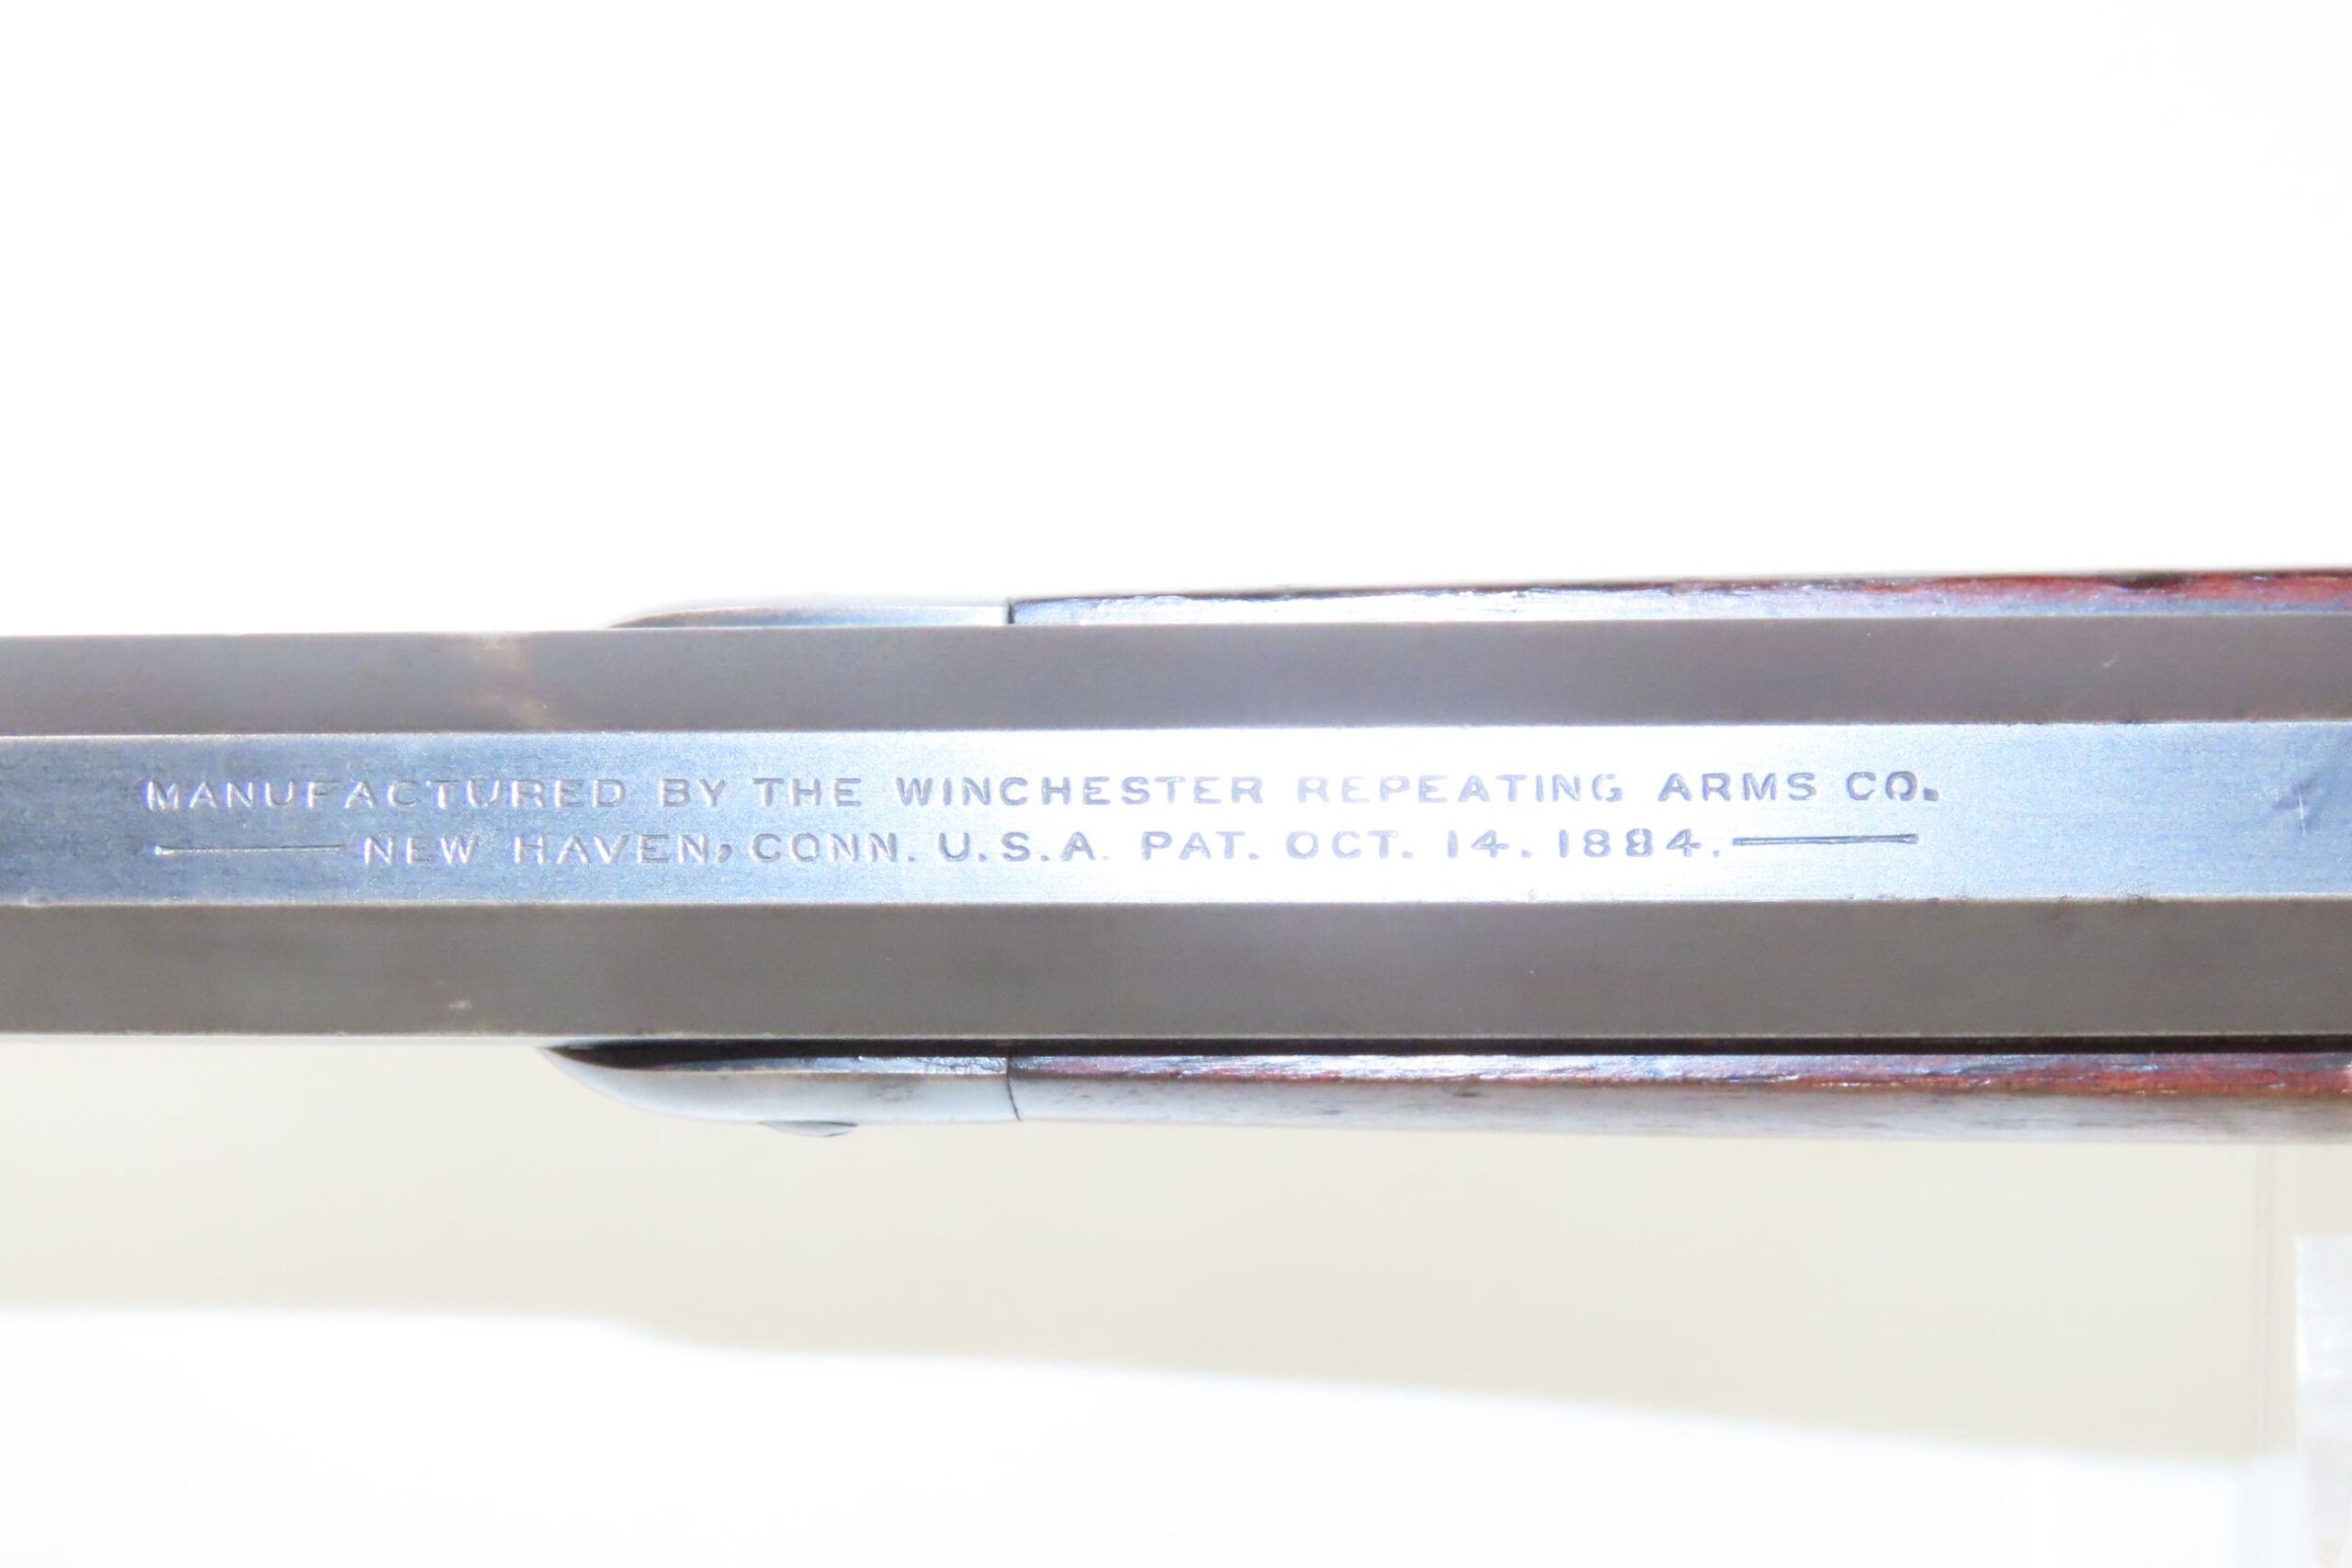 MANUFACTURED BY THE WINCHESTER REPEATING ARMS CO.
NEW HAVEN, CONN. U.S.A. PAT. OCT. 14. 1884.